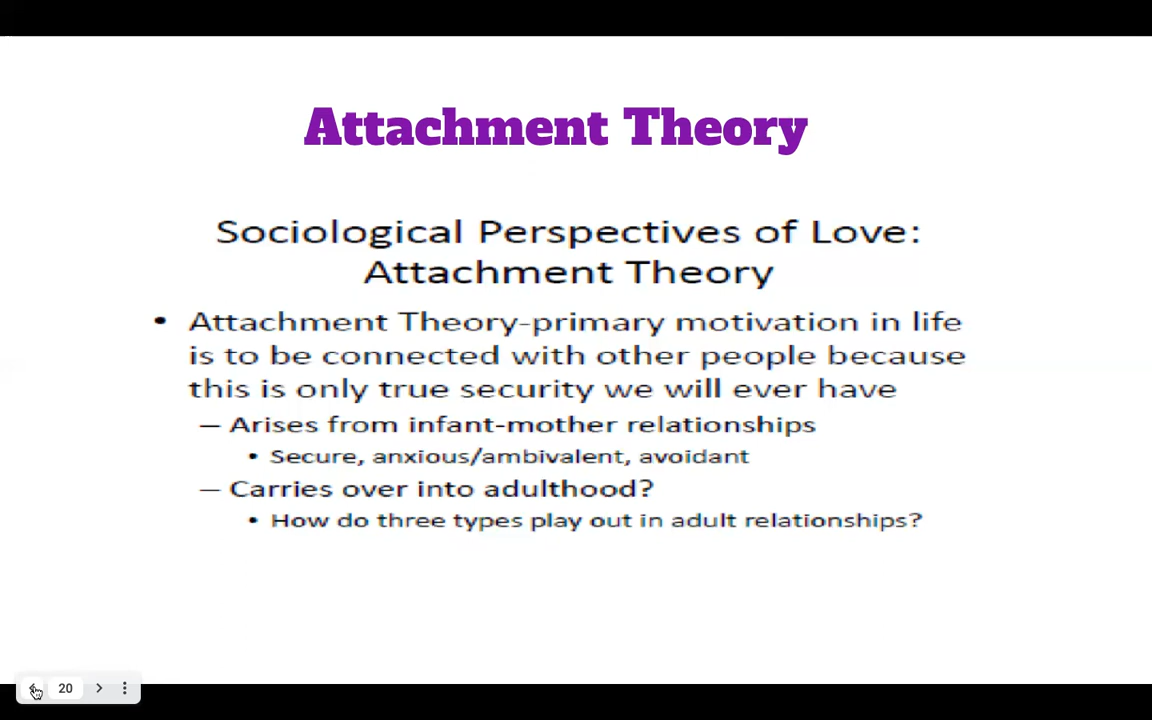 Attachment Theory
Sociological Perspectives of Love:
Attachment Theory
• Attachment Theory-primary motivation in life
is to be connected with other people because
this is only true security we will ever have
– Arises from infant-mother relationships
• Secure, anxious/ambivalent, avoidant
– Carries over into adulthood?
• How do three types play out in adult relationships?
20